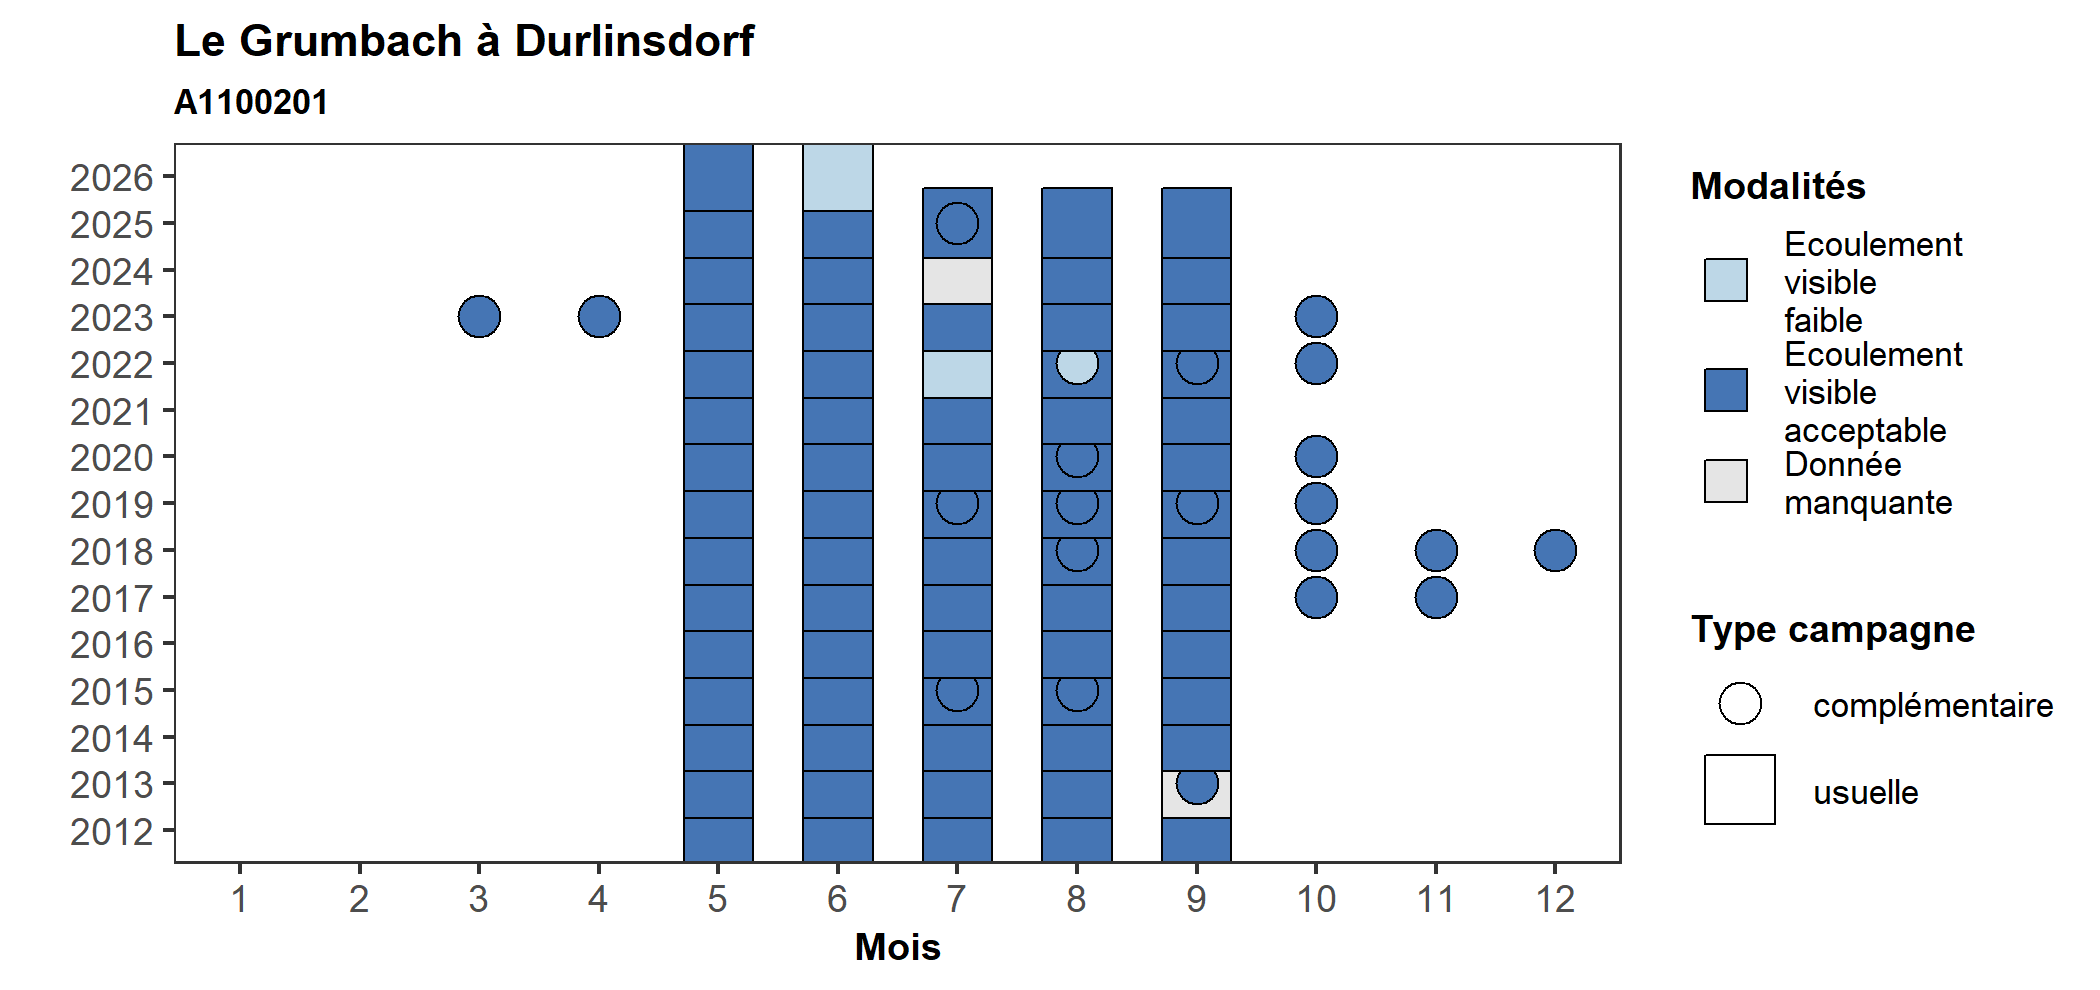 Le Grumbach à Durlinsdorf
A1100201
2026
2025
2024
2023
2022
2021
2020
2019
2018
2017
2016
2015
2014
2013
2012
1 2 3 4 5 6 7 8 9 10 11 12
Mois
Modalités
Ecoulement
visible
faible
Ecoulement
visible
acceptable
Donnée
manquante
Type campagne
complémentaire
usuelle